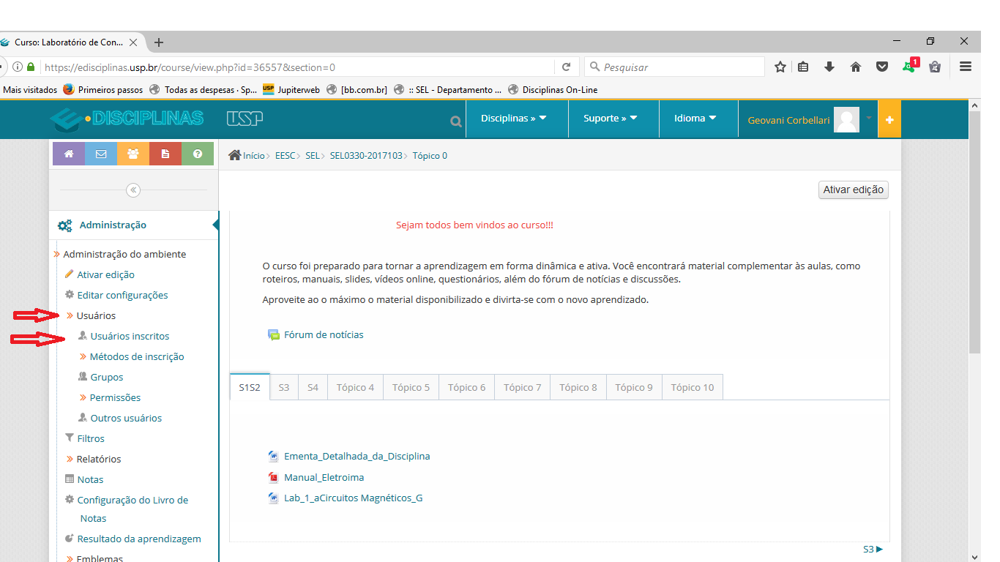 Curso: Laboratório de Con...
https://edisciplinas.usp.br/course/view.php?id=36557&section=0
Pesquisar
1
Mais visitados Primeiros passos Todas as despesas · Sp... USP Jupiterweb [bb.com.br] :: SEL - Departamento ... Disciplinas On-Line
e·DISCIPLINAS USP Disciplinas » Suporte » Idioma Geovani Corbellari
Início> EESC> SEL> SEL0330-2017103> Tópico 0
Ativar edição
Administração
Administração do ambiente
Ativar edição
Editar configurações
Usuários
Usuários inscritos
Métodos de inscrição
Grupos
Permissões
Outros usuários
Filtros
Relatórios
Notas
Configuração do Livro de
Notas
Resultado da aprendizagem
Emblemas
Sejam todos bem vindos ao curso!!!
O curso foi preparado para tornar a aprendizagem em forma dinâmica e ativa. Você encontrará material complementar às aulas, como
roteiros, manuais, slides, vídeos online, questionários, além do fórum de notícias e discussões.
Aproveite ao o máximo o material disponibilizado e divirta-se com o novo aprendizado.
Fórum de notícias
S1S2 S3 S4 Tópico 4 Tópico 5 Tópico 6 Tópico 7 Tópico 8 Tópico 9 Tópico 10
Ementa_Detalhada_da_Disciplina
Manual_Eletroima
Lab_1_aCircuitos Magnéticos_G
S3